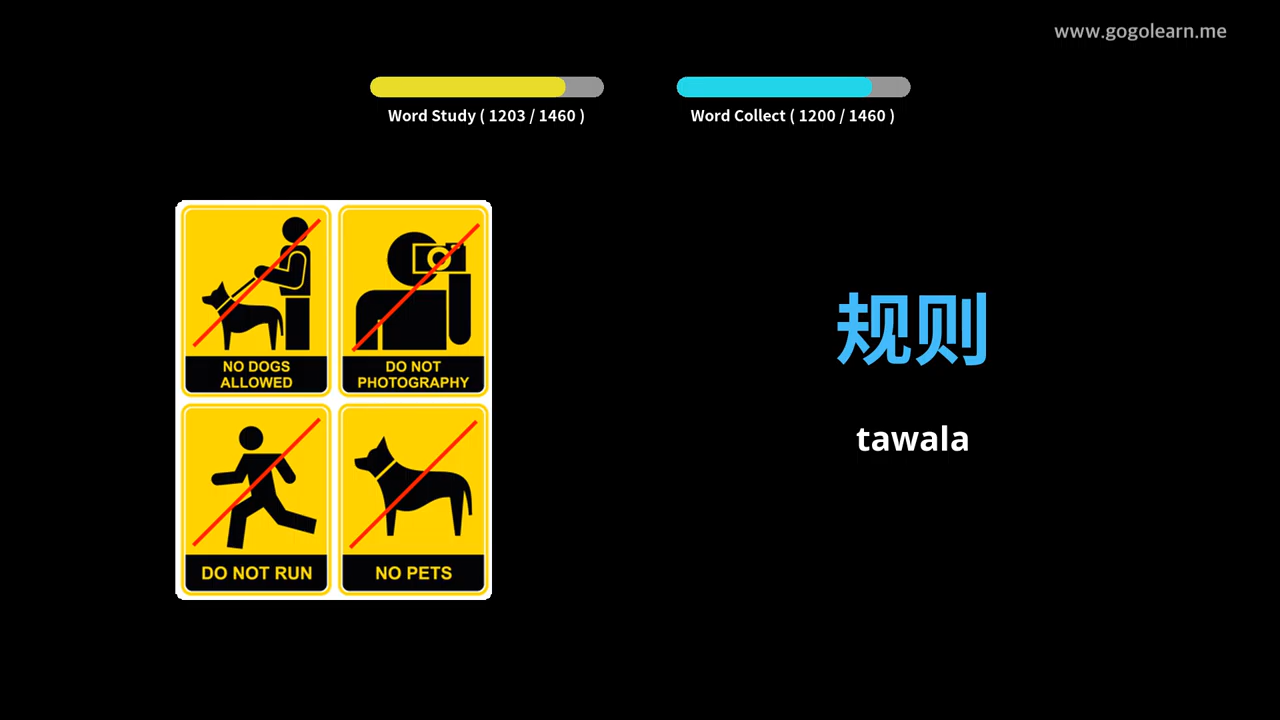 www.gogolearn.me
Word Study ( 1203 / 1460 )
Word Collect ( 1200 / 1460 )
NO DOGS
ALLOWED
DO NOT
PHOTOGRAPHY
DO NOT RUN
NO PETS
规则
tawala